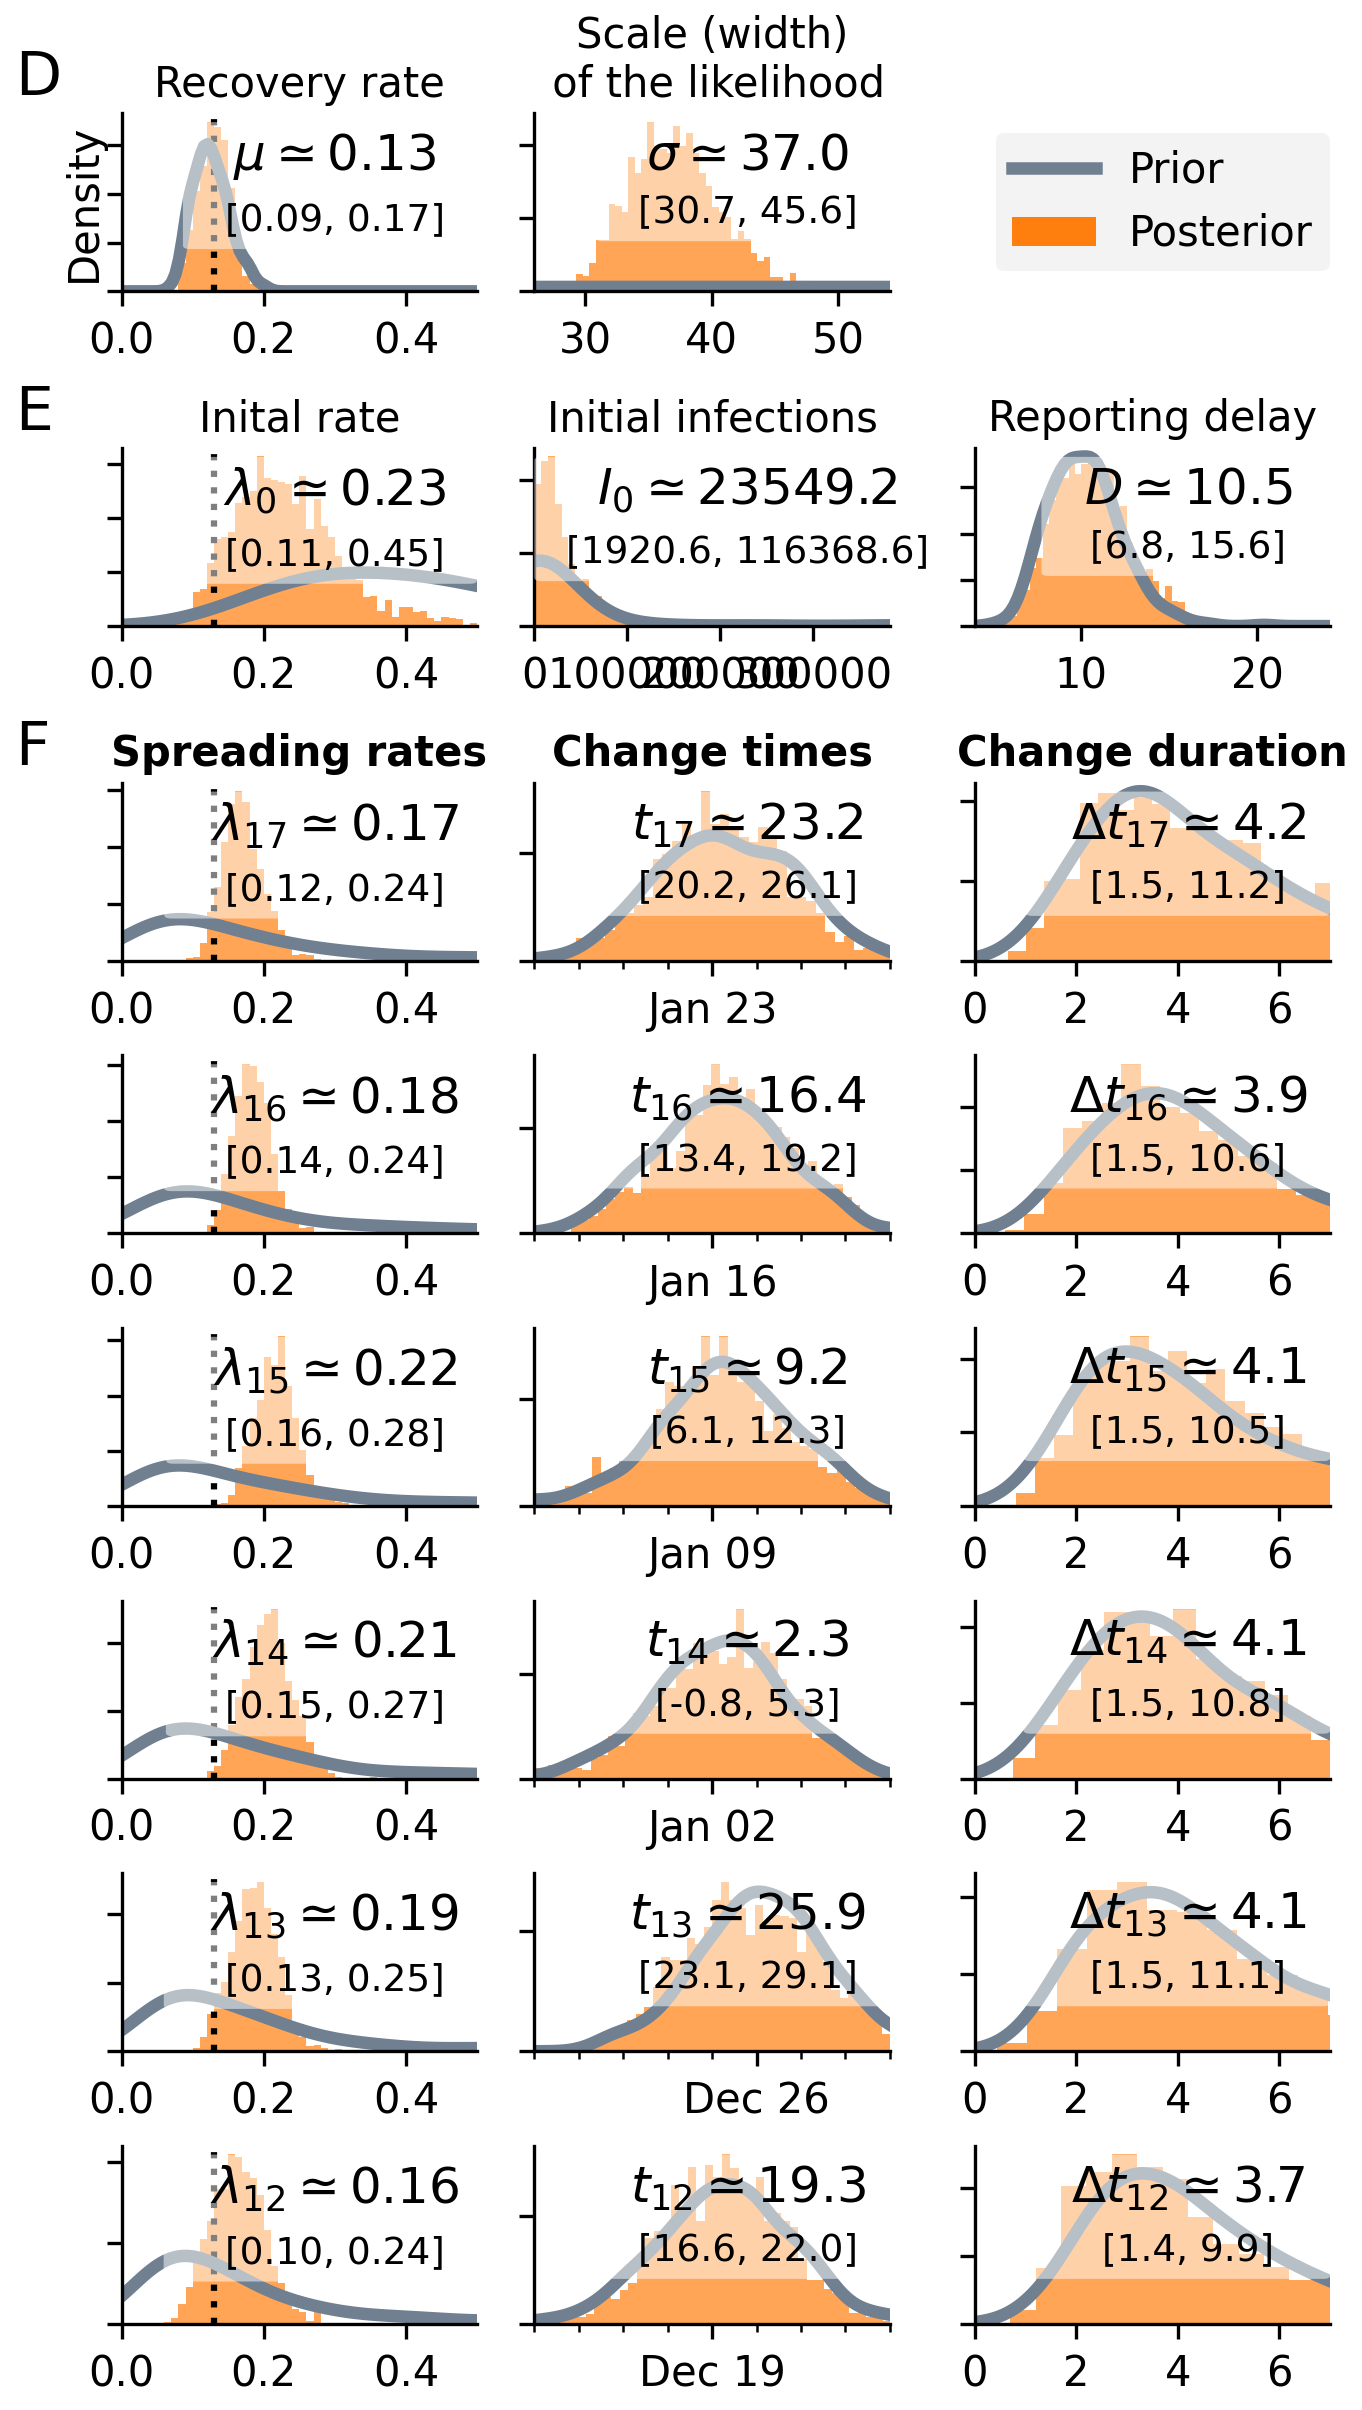 D
Recovery rate
Scale (width)
of the likelihood
Density
μ ≃ 0.13
[0.09, 0.17]
0.0 0.2 0.4
σ ≃ 37.0
[30.7, 45.6]
30 40 50
Prior
Posterior
E
Inital rate
λ0 ≃ 0.23
[0.11, 0.45]
0.0 0.2 0.4
Initial infections
I0 ≃ 23549.2
[1920.6, 116368.6]
0 100000 200000 300000
Reporting delay
D ≃ 10.5
[6.8, 15.6]
10 20
F
Spreading rates
Change times
Change duration
λ17 ≃ 0.17
[0.12, 0.24]
0.0 0.2 0.4
t17 ≃ 23.2
[20.2, 26.1]
Jan 23
Δt17 ≃ 4.2
[1.5, 11.2]
0 2 4 6
λ16 ≃ 0.18
[0.14, 0.24]
0.0 0.2 0.4
t16 ≃ 16.4
[13.4, 19.2]
Jan 16
Δt16 ≃ 3.9
[1.5, 10.6]
0 2 4 6
λ15 ≃ 0.22
[0.16, 0.28]
0.0 0.2 0.4
t15 ≃ 9.2
[6.1, 12.3]
Jan 09
Δt15 ≃ 4.1
[1.5, 10.5]
0 2 4 6
λ14 ≃ 0.21
[0.15, 0.27]
0.0 0.2 0.4
t14 ≃ 2.3
[-0.8, 5.3]
Jan 02
Δt14 ≃ 4.1
[1.5, 10.8]
0 2 4 6
λ13 ≃ 0.19
[0.13, 0.25]
0.0 0.2 0.4
t13 ≃ 25.9
[23.1, 29.1]
Dec 26
Δt13 ≃ 4.1
[1.5, 11.1]
0 2 4 6
λ12 ≃ 0.16
[0.10, 0.24]
0.0 0.2 0.4
t12 ≃ 19.3
[16.6, 22.0]
Dec 19
Δt12 ≃ 3.7
[1.4, 9.9]
0 2 4 6